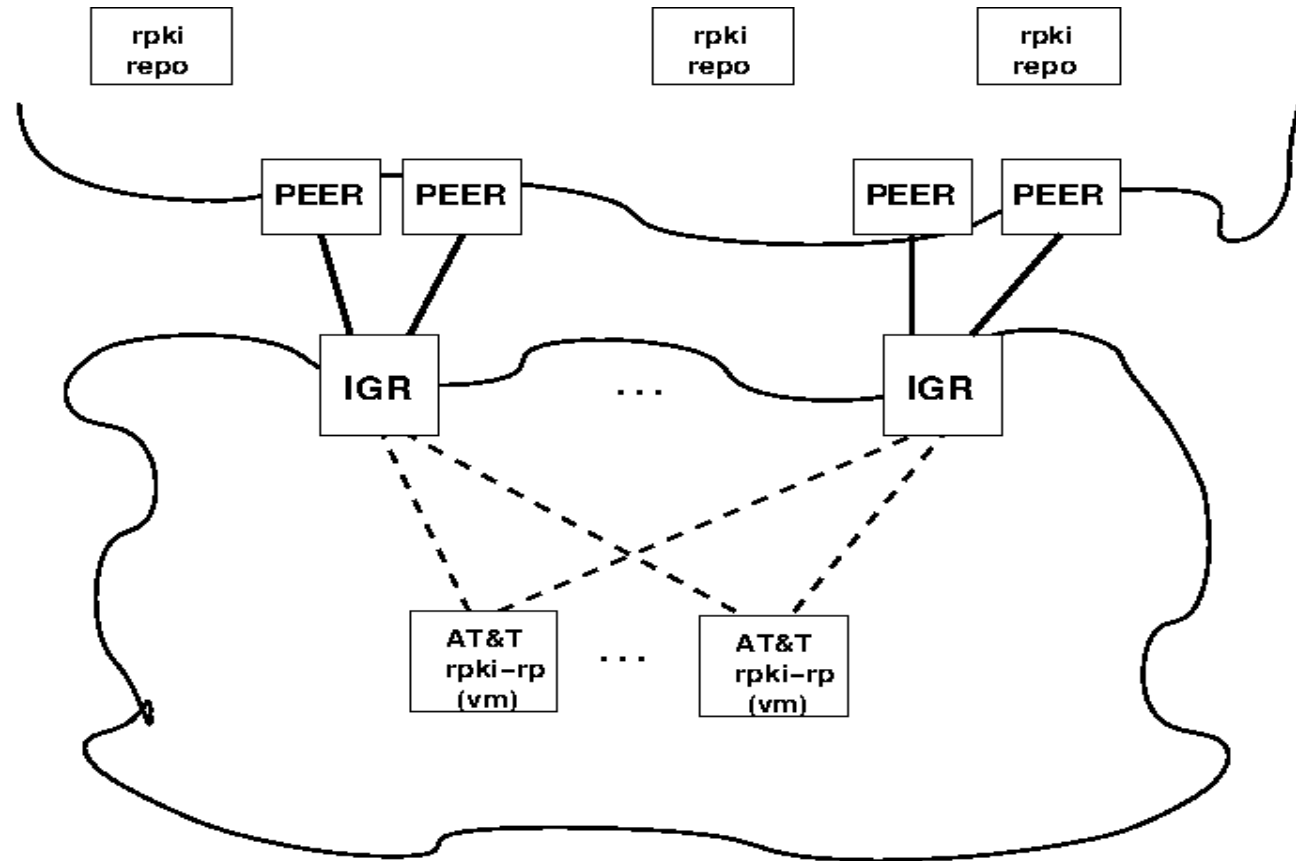 rpki
repo
rpki
repo
rpki
repo
PEER
PEER
PEER
PEER
IGR
...
IGR
AT&T
rpki-rp
(vm)
...
AT&T
rpki-rp
(vm)